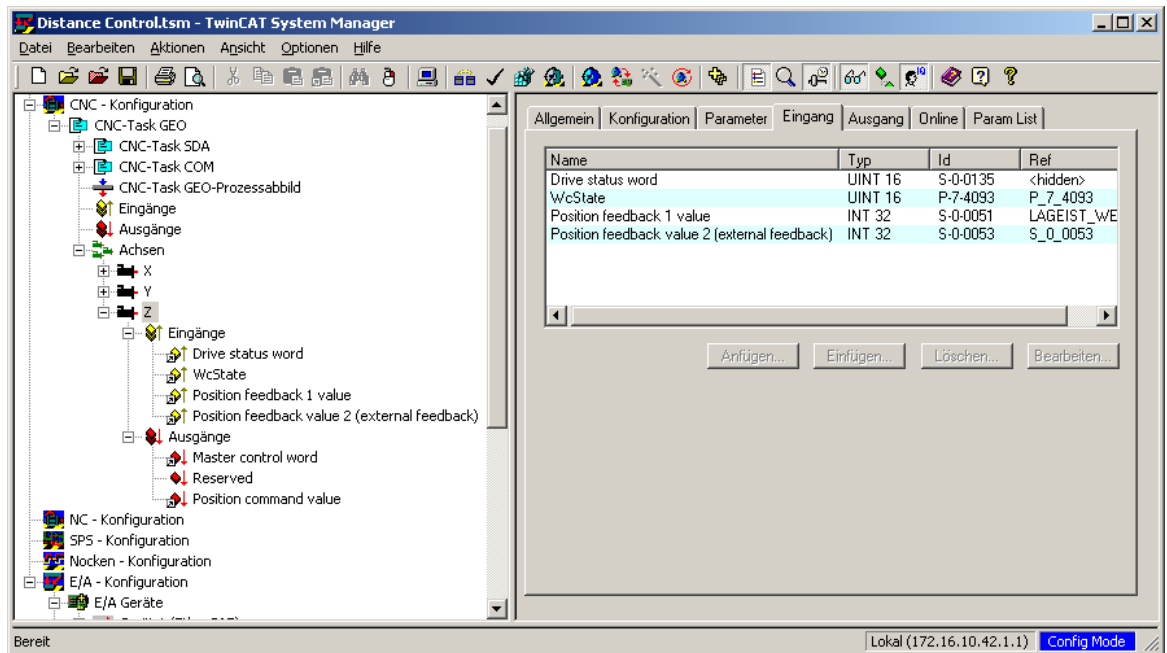 Distance Control.tsm - TwinCAT System Manager
Datei Bearbeiten Aktionen Ansicht Optionen Hilfe
CNC - Konfiguration
CNC-Task GEO
CNC-Task SDA
CNC-Task COM
CNC-Task GEO-Prozessabbild
Eingänge
Ausgänge
Achsen
X
Y
Z
Eingänge
Drive status word
WcState
Position feedback 1 value
Position feedback value 2 (external feedback)
Ausgänge
Master control word
Reserved
Position command value
NC - Konfiguration
SPS - Konfiguration
Nocken - Konfiguration
E/A - Konfiguration
E/A Geräte
Allgemein Konfiguration Parameter Eingang Ausgang Online Param List
Name Typ Id Ref
Drive status word UINT 16 S-0-0135 <hidden>
WcState UINT 16 P-7-4093 P_7_4093
Position feedback 1 value INT 32 S-0-0051 LAGEIST_WE
Position feedback value 2 (external feedback) INT 32 S-0-0053 S_0_0053
Anfügen... Einfügen... Löschen... Bearbeiten...
Bereit Lokal (172.16.10.42.1.1) Config Mode